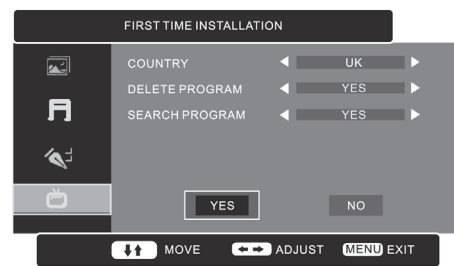 FIRST TIME INSTALLATION
COUNTRY UK
DELETE PROGRAM YES
SEARCH PROGRAM YES
YES NO
MOVE ADJUST MENU EXIT